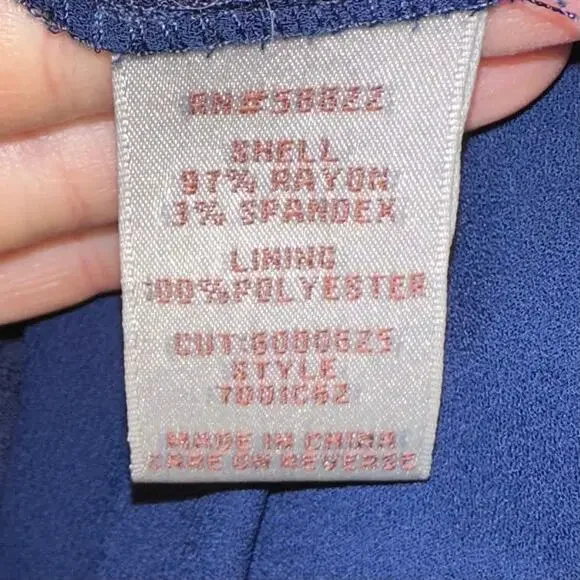 RN#58622
SHELL
97% RAYON
3% SPANDEX
LINING
100%POLYESTER
CUT:6000625
STYLE
7001C62
MADE IN CHINA
CARE ON REVERSE